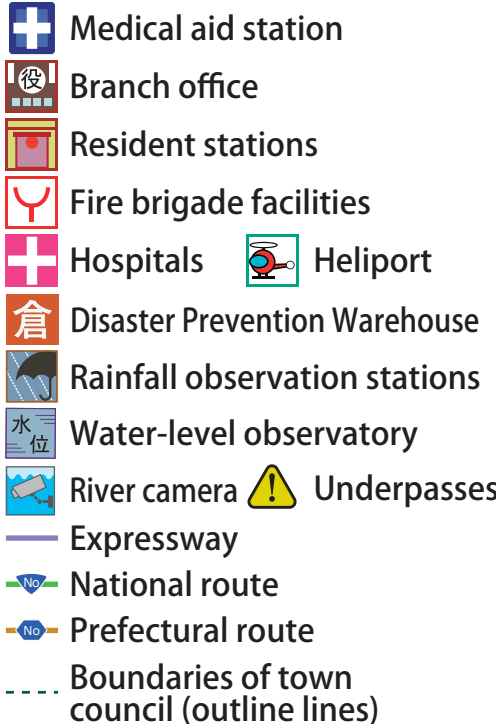 Medical aid station
役 Branch office
Resident stations
Fire brigade facilities
Hospitals Heliport
倉 Disaster Prevention Warehouse
Rainfall observation stations
水位 Water-level observatory
River camera ! Underpasses
Expressway
No National route
No Prefectural route
Boundaries of town
council (outline lines)